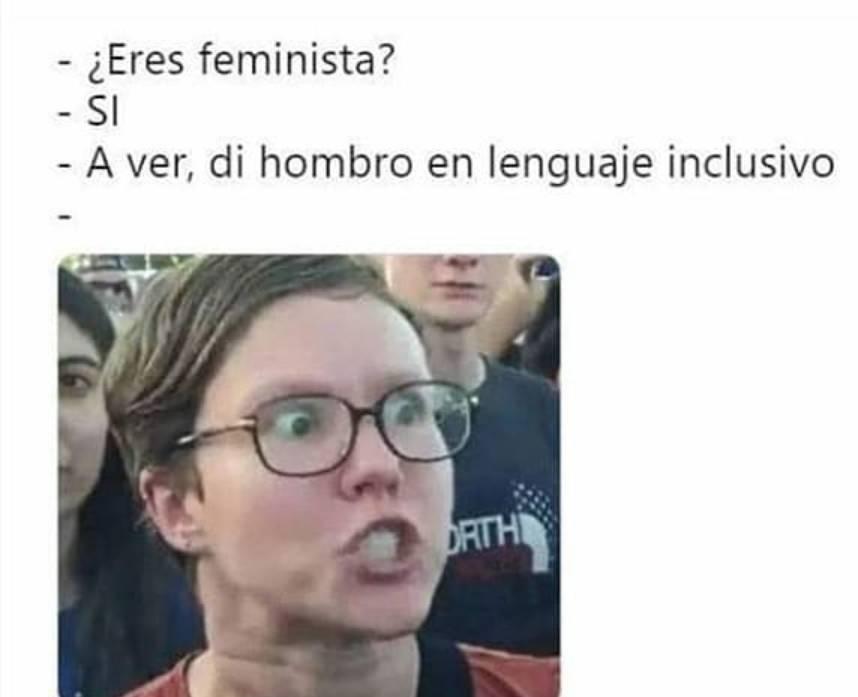 - ¿Eres feminista?
- SI
- A ver, di hombro en lenguaje inclusivo
-
ORTH